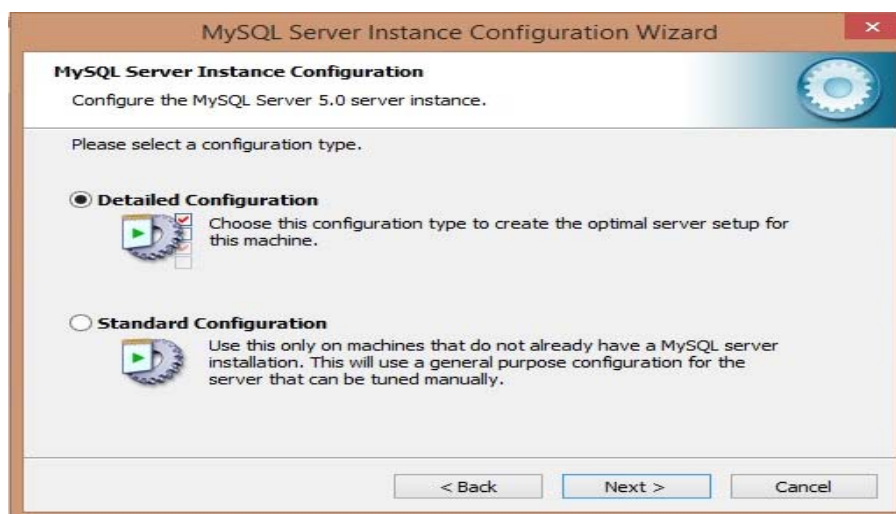 MySQL Server Instance Configuration Wizard
MySQL Server Instance Configuration
Configure the MySQL Server 5.0 server instance.
Please select a configuration type.
Detailed Configuration
Choose this configuration type to create the optimal server setup for
this machine.
Standard Configuration
Use this only on machines that do not already have a MySQL server
installation. This will use a general purpose configuration for the
server that can be tuned manually.
< Back Next > Cancel